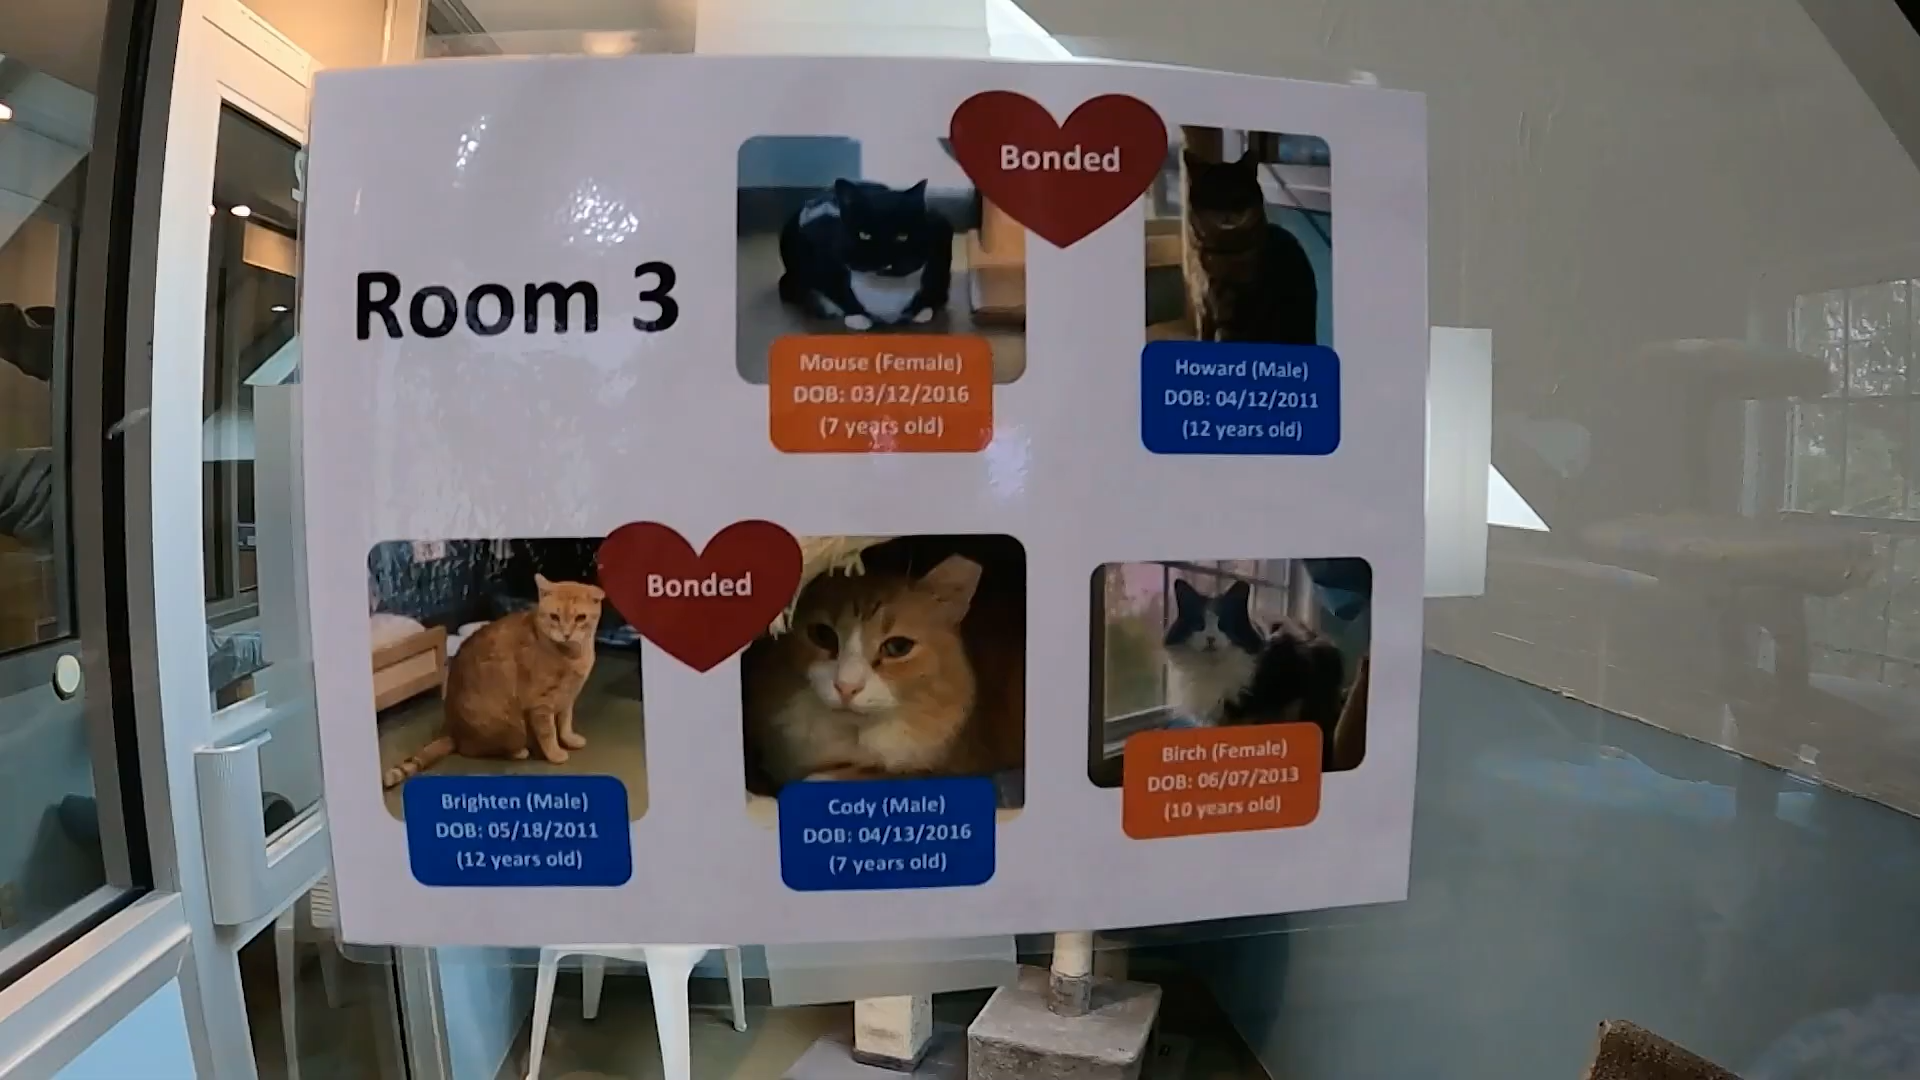 Room 3
Bonded
Mouse (Female)
DOB: 03/12/2016
(7 years old)
Howard (Male)
DOB: 04/12/2011
(12 years old)
Bonded
Brighten (Male)
DOB: 05/18/2011
(12 years old)
Cody (Male)
DOB: 04/13/2016
(7 years old)
Birch (Female)
DOB: 06/07/2013
(10 years old)